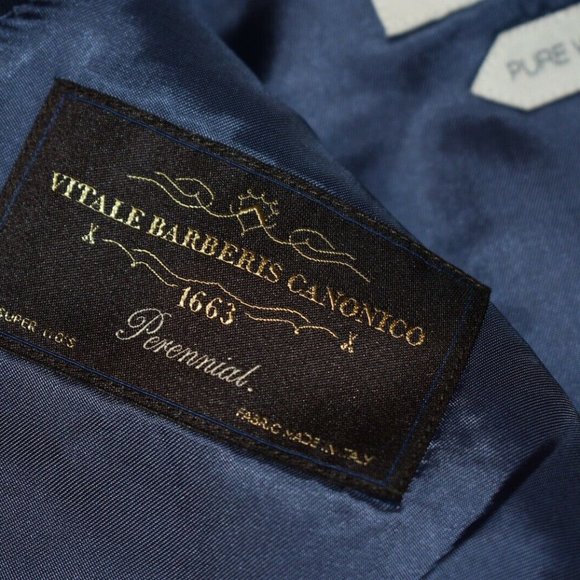 VITALE BARBERIS CANONICO
1663
Perennial.
SUPER 110'S
FABRIC MADE IN ITALY
PURE